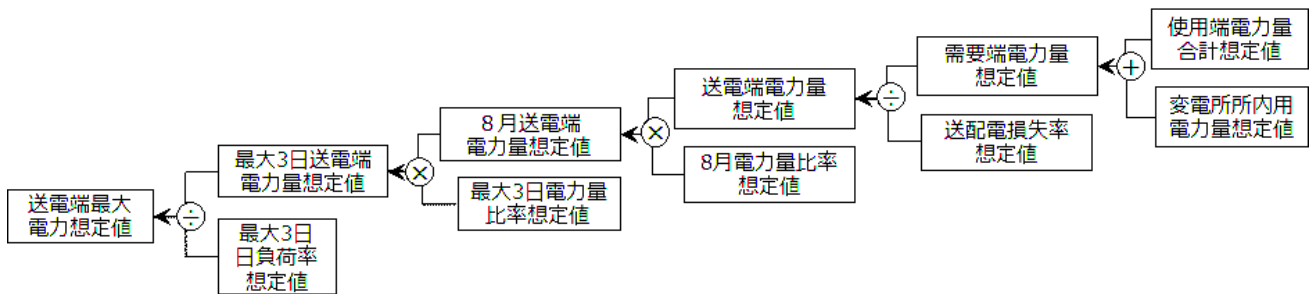 使用端電力量
合計想定値
需要端電力量
想定値
＋
変電所所内用
電力量想定値
送電端電力量
想定値
÷
送配電損失率
想定値
８月送電端
電力量想定値
×
8月電力量比率
想定値
最大3日送電端
電力量想定値
×
最大3日電力量
比率想定値
送電端最大
電力想定値
÷
最大3日
日負荷率
想定値